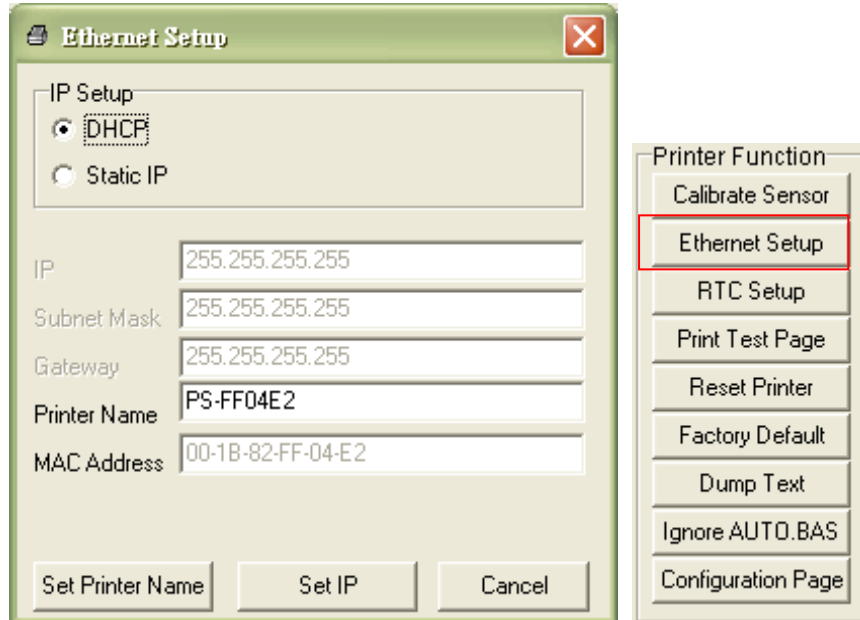 Ethernet Setup
IP Setup
DHCP
Static IP
IP 255.255.255.255
Subnet Mask 255.255.255.255
Gateway 255.255.255.255
Printer Name PS-FF04E2
MAC Address 00-1B-82-FF-04-E2
Set Printer Name Set IP Cancel
Printer Function
Calibrate Sensor
Ethernet Setup
RTC Setup
Print Test Page
Reset Printer
Factory Default
Dump Text
Ignore AUTO.BAS
Configuration Page